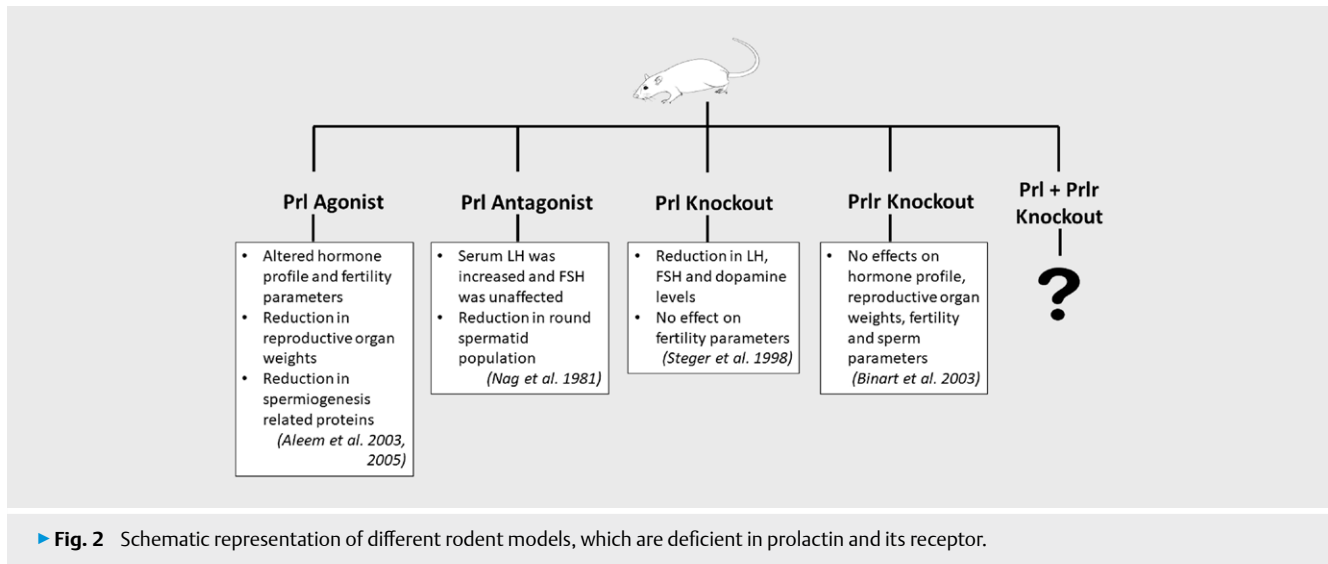 Prl Agonist
• Altered hormone
profile and fertility
parameters
• Reduction in
reproductive organ
weights
• Reduction in
spermiogenesis
related proteins
(Aleem et al. 2003,
2005)
Prl Antagonist
• Serum LH was
increased and FSH
was unaffected
• Reduction in round
spermatid
population
(Nag et al. 1981)
Prl Knockout
• Reduction in LH,
FSH and dopamine
levels
• No effect on
fertility parameters
(Steger et al. 1998)
Prlr Knockout
• No effects on
hormone profile,
reproductive organ
weights, fertility
and sperm
parameters
(Binart et al. 2003)
Prl + Prlr
Knockout
?
▶ Fig. 2 Schematic representation of different rodent models, which are deficient in prolactin and its receptor.